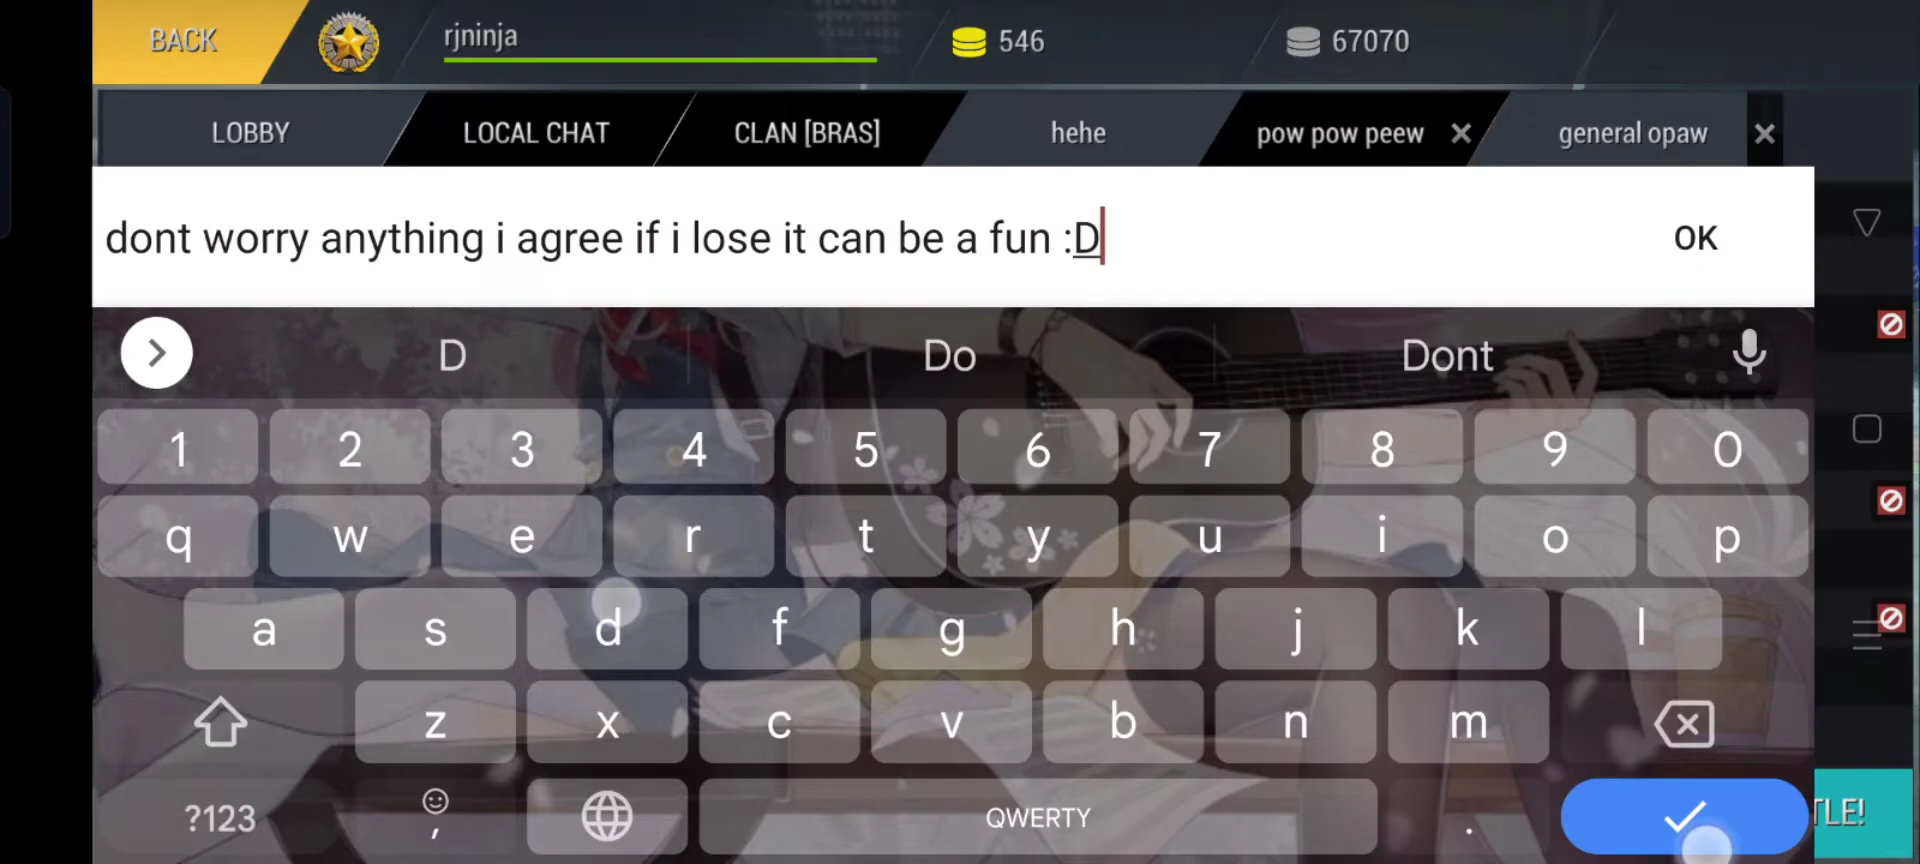 BACK
rjninja
546
67070
LOBBY
LOCAL CHAT
CLAN [BRAS]
hehe
pow pow peew
general opaw
dont worry anything i agree if i lose it can be a fun :D
OK
D
Do
Dont
1 2 3 4 5 6 7 8 9 0
q w e r t y u i o p
a s d f g h j k l
z x c v b n m
?123
,
QWERTY
.
TLE!